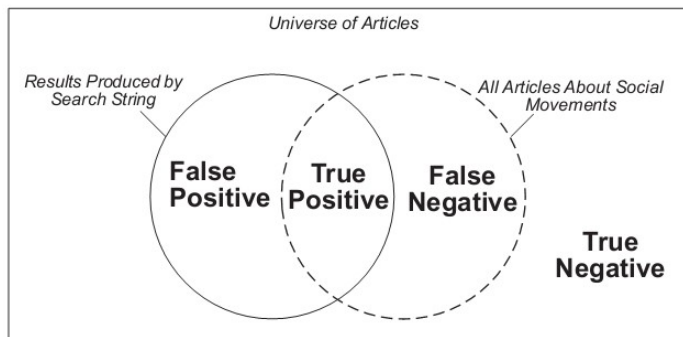 Universe of Articles
Results Produced by
Search String
All Articles About Social
Movements
False
Positive
True
Positive
False
Negative
True
Negative